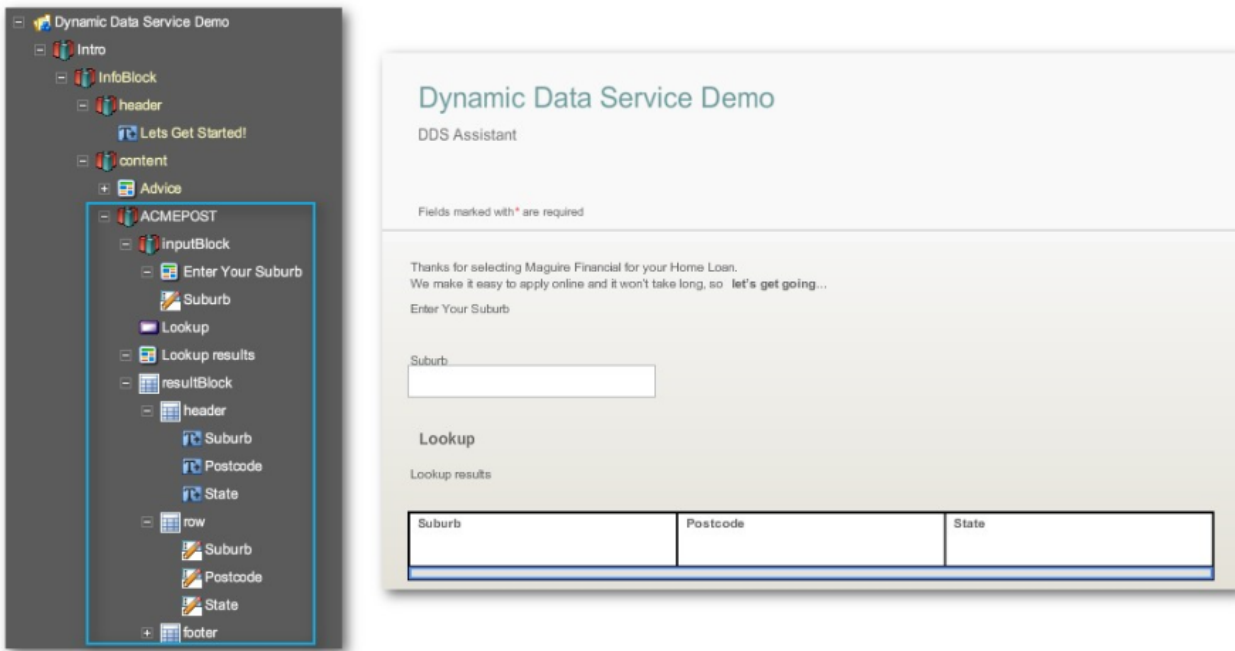 Dynamic Data Service Demo
Intro
InfoBlock
header
Lets Get Started!
content
Advice
ACMEPOST
inputBlock
Enter Your Suburb
Suburb
Lookup
Lookup results
resultBlock
header
Suburb
Postcode
State
row
Suburb
Postcode
State
footer
Dynamic Data Service Demo
DDS Assistant
Fields marked with* are required
Thanks for selecting Maguire Financial for your Home Loan.
We make it easy to apply online and it won't take long, so let's get going...
Enter Your Suburb
Suburb
Lookup
Lookup results
Suburb Postcode State